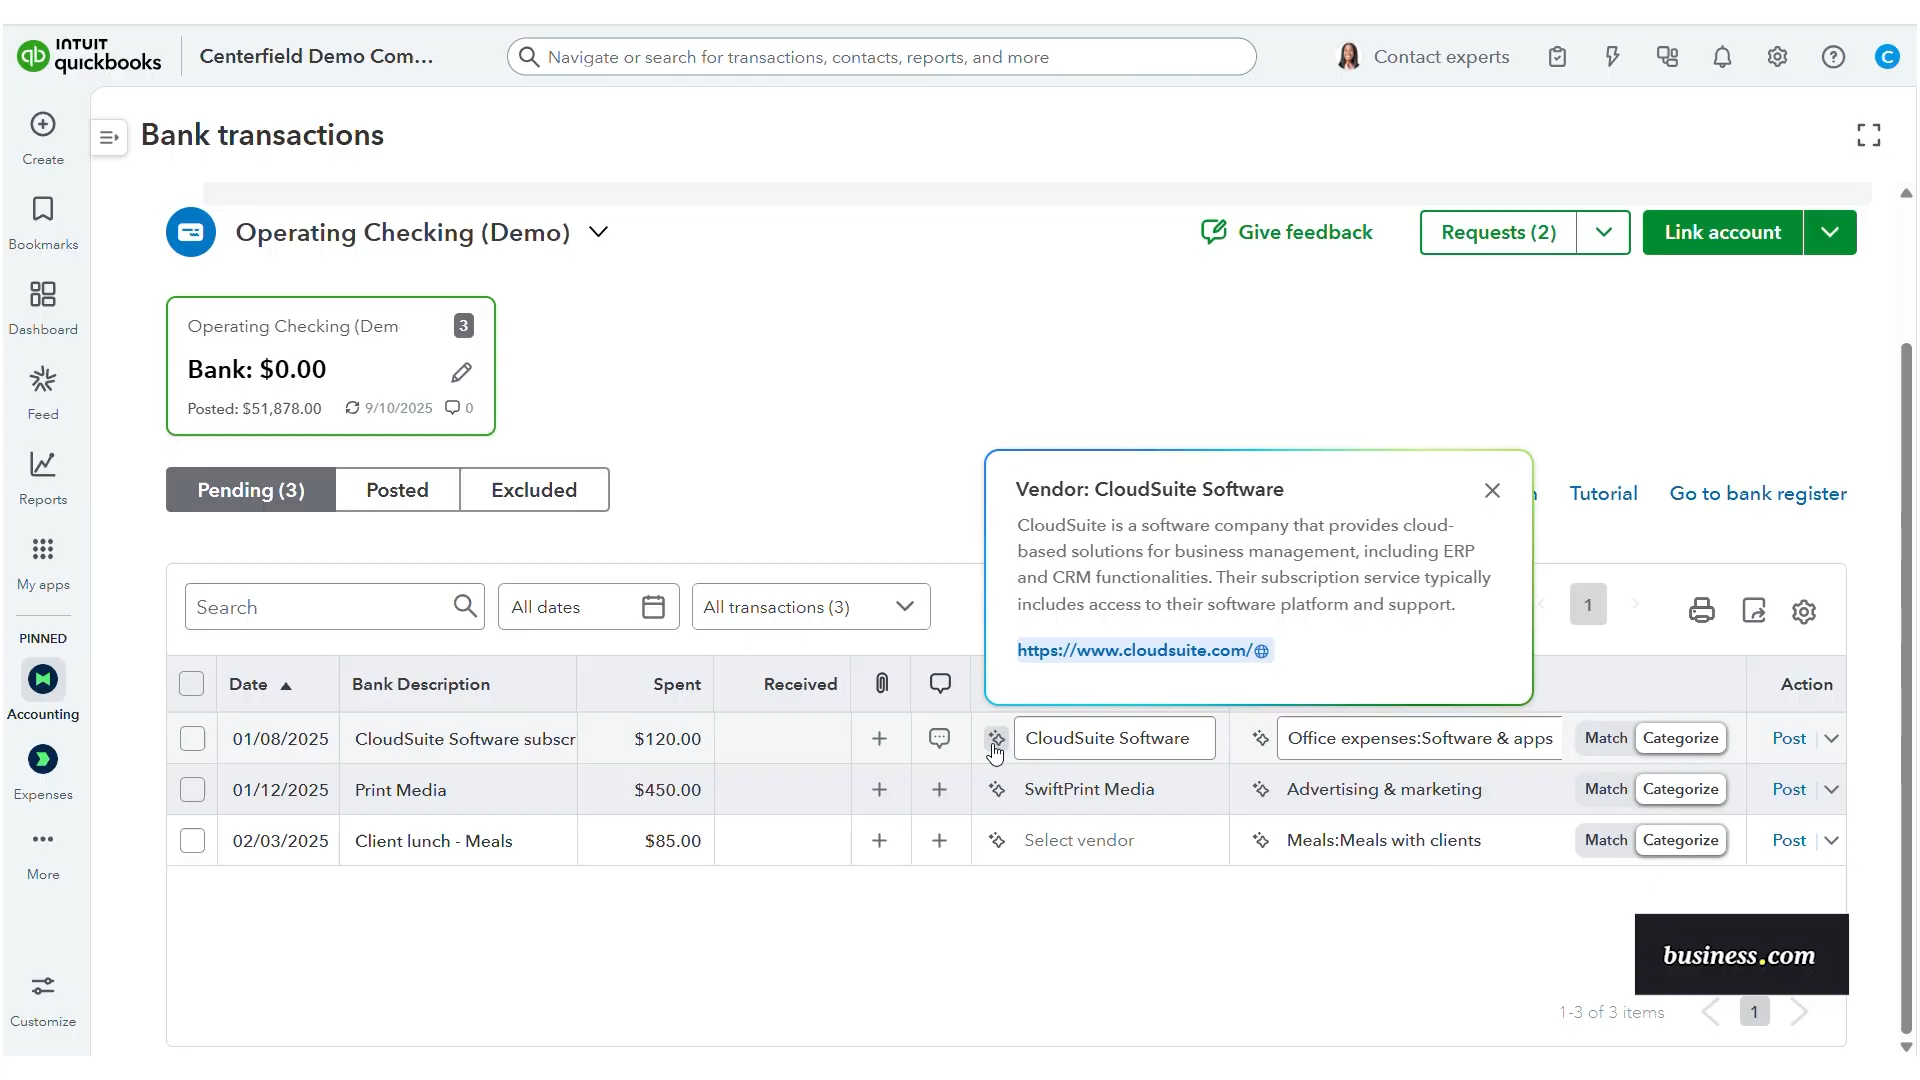 INTUIT
quickbooks
Centerfield Demo Com...
Navigate or search for transactions, contacts, reports, and more
Contact experts
C
Create
Bank transactions
Bookmarks
Operating Checking (Demo)
Give feedback
Requests (2)
Link account
Dashboard
Operating Checking (Dem
3
Bank: $0.00
Posted: $51,878.00
9/10/2025
0
Feed
Reports
Pending (3)
Posted
Excluded
Tutorial
Go to bank register
Vendor: CloudSuite Software
CloudSuite is a software company that provides cloud-
based solutions for business management, including ERP
and CRM functionalities. Their subscription service typically
includes access to their software platform and support.
https://www.cloudsuite.com/
My apps
Search
All dates
All transactions (3)
1
PINNED
Accounting
Expenses
More
Customize
Date
Bank Description
Spent
Received
Action
01/08/2025
CloudSuite Software subscr
$120.00
CloudSuite Software
Office expenses:Software & apps
Match
Categorize
Post
01/12/2025
Print Media
$450.00
SwiftPrint Media
Advertising & marketing
Match
Categorize
Post
02/03/2025
Client lunch - Meals
$85.00
Select vendor
Meals:Meals with clients
Match
Categorize
Post
business.com
1-3 of 3 items
1